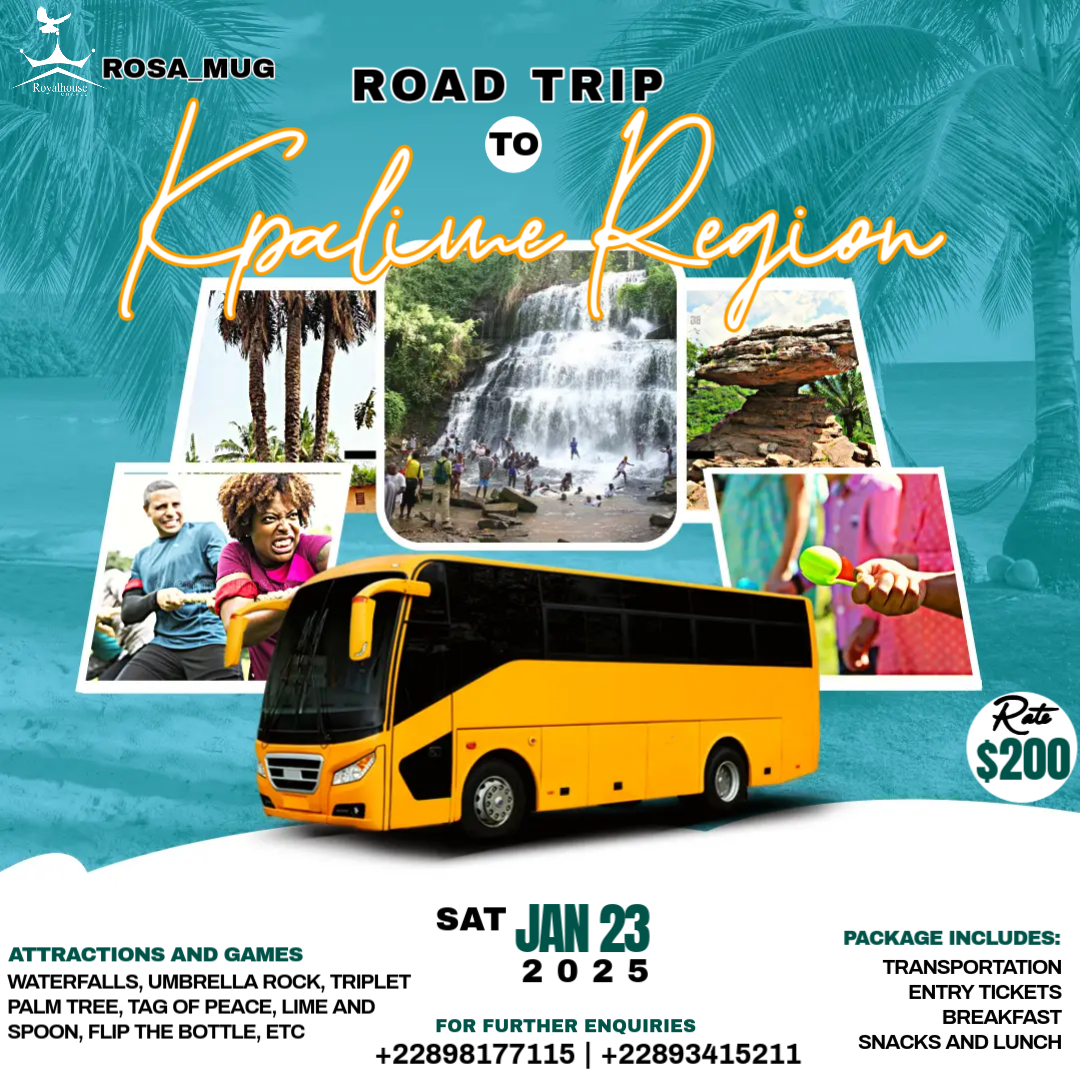 Royalhouse
CHAPEL
ROSA_MUG
ROAD TRIP
TO
Kpalime Region
Rate
$200
SAT JAN 23
2025
ATTRACTIONS AND GAMES
WATERFALLS, UMBRELLA ROCK, TRIPLET
PALM TREE, TAG OF PEACE, LIME AND
SPOON, FLIP THE BOTTLE, ETC
FOR FURTHER ENQUIRIES
+22898177115 | +22893415211
PACKAGE INCLUDES:
TRANSPORTATION
ENTRY TICKETS
BREAKFAST
SNACKS AND LUNCH